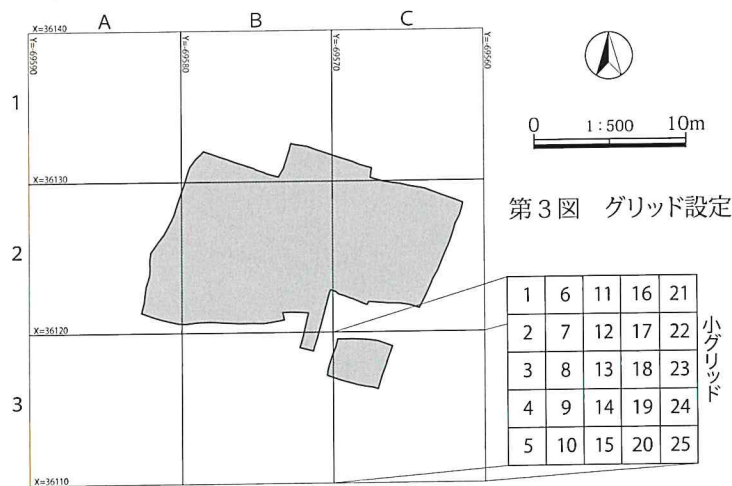 A B C
X=36140
Y=-69590
Y=-69580
Y=-69570
Y=-69560
1
X=36130
2
X=36120
3
X=36110
0 1:500 10m
第3図 グリッド設定
1 6 11 16 21
2 7 12 17 22
3 8 13 18 23
4 9 14 19 24
5 10 15 20 25
小グリッド